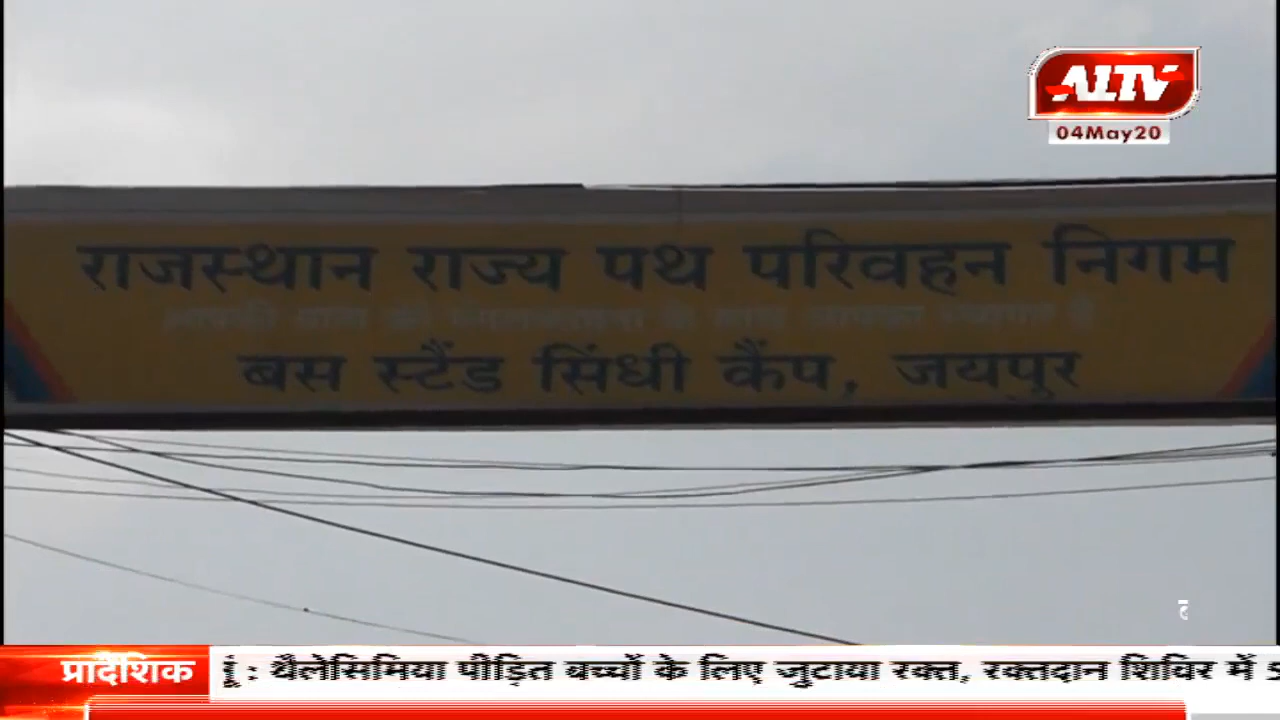 ALTV
04May20
राजस्थान राज्य पथ परिवहन निगम
बस स्टैंड सिंधी कैंप, जयपुर
प्रादेशिक
: थैलेसिमिया पीड़ित बच्चों के लिए जुटाया रक्त, रक्तदान शिविर में